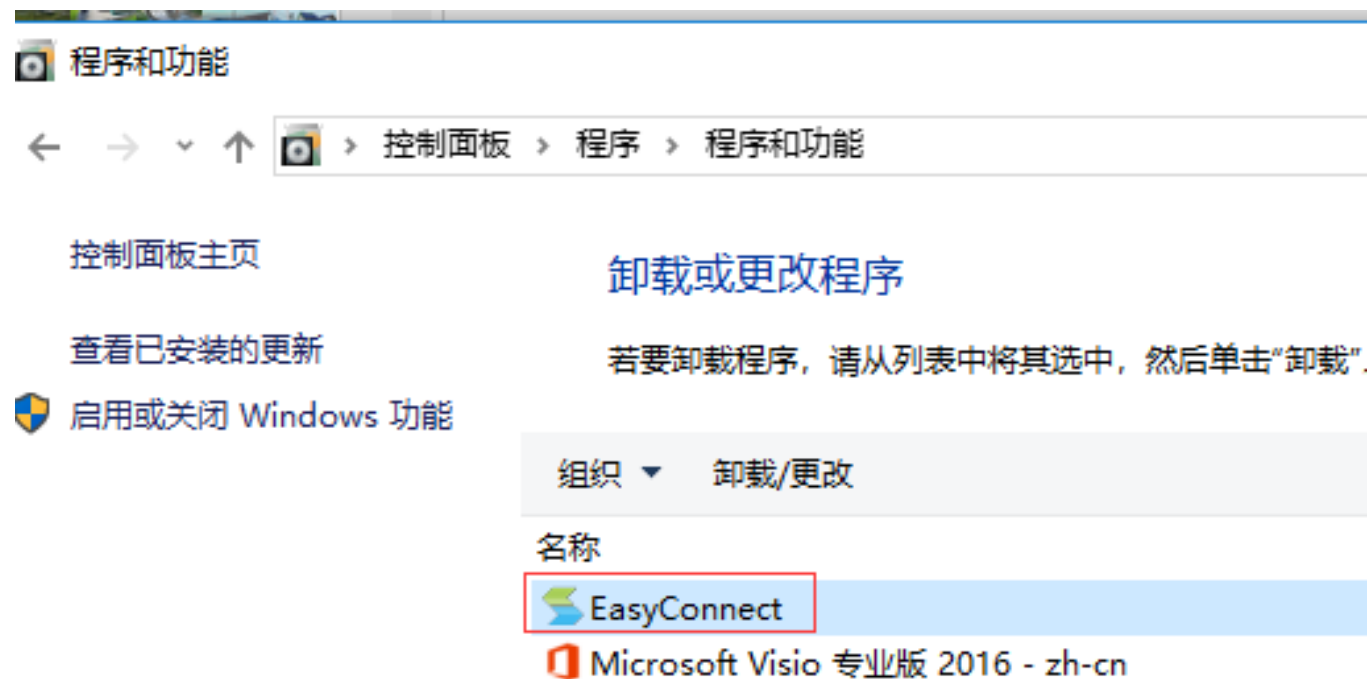 程序和功能
控制面板 › 程序 › 程序和功能
控制面板主页
查看已安装的更新
启用或关闭 Windows 功能
卸载或更改程序
若要卸载程序，请从列表中将其选中，然后单击“卸载”
组织 卸载/更改
名称
EasyConnect
Microsoft Visio 专业版 2016 - zh-cn